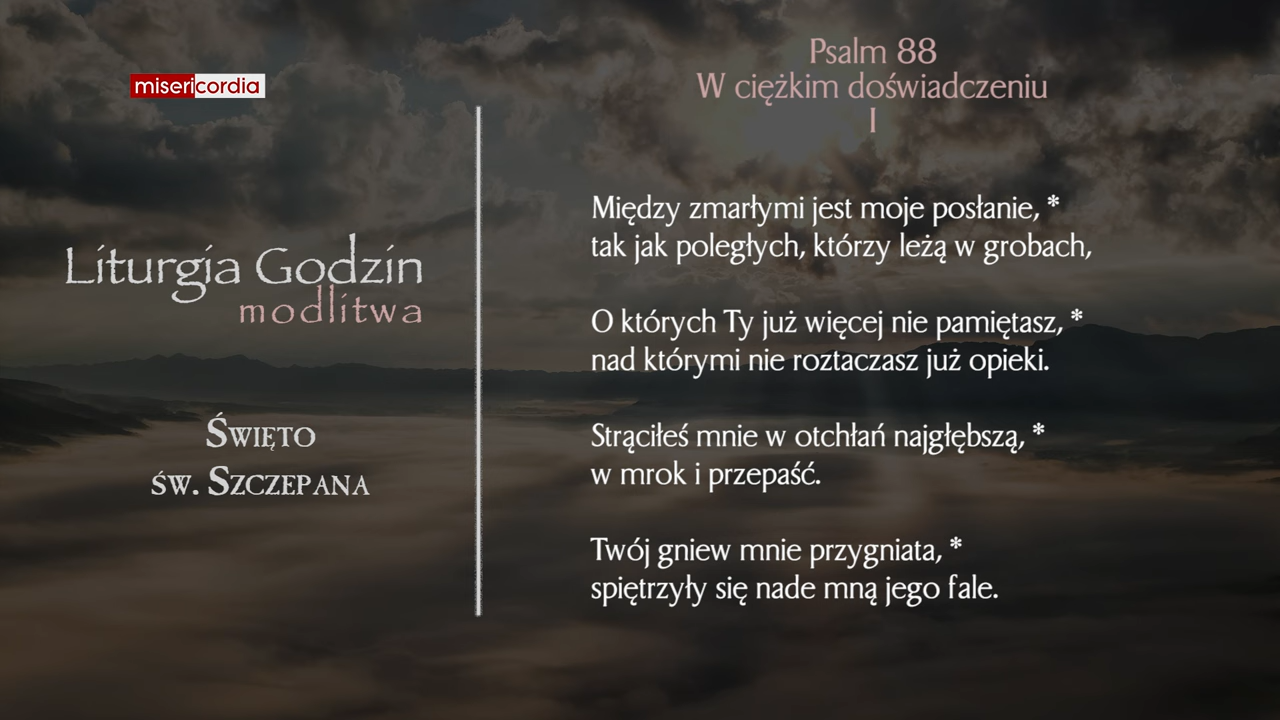 misericordia
Liturgia Godzin
modlitwa
Święto
św. Szczepana
Psalm 88
W ciężkim doświadczeniu
I
Między zmarłymi jest moje posłanie, *
tak jak poległych, którzy leżą w grobach,
O których Ty już więcej nie pamiętasz, *
nad którymi nie roztaczasz już opieki.
Strąciłeś mnie w otchłań najgłębszą, *
w mrok i przepaść.
Twój gniew mnie przygniata, *
spiętrzyły się nade mną jego fale.